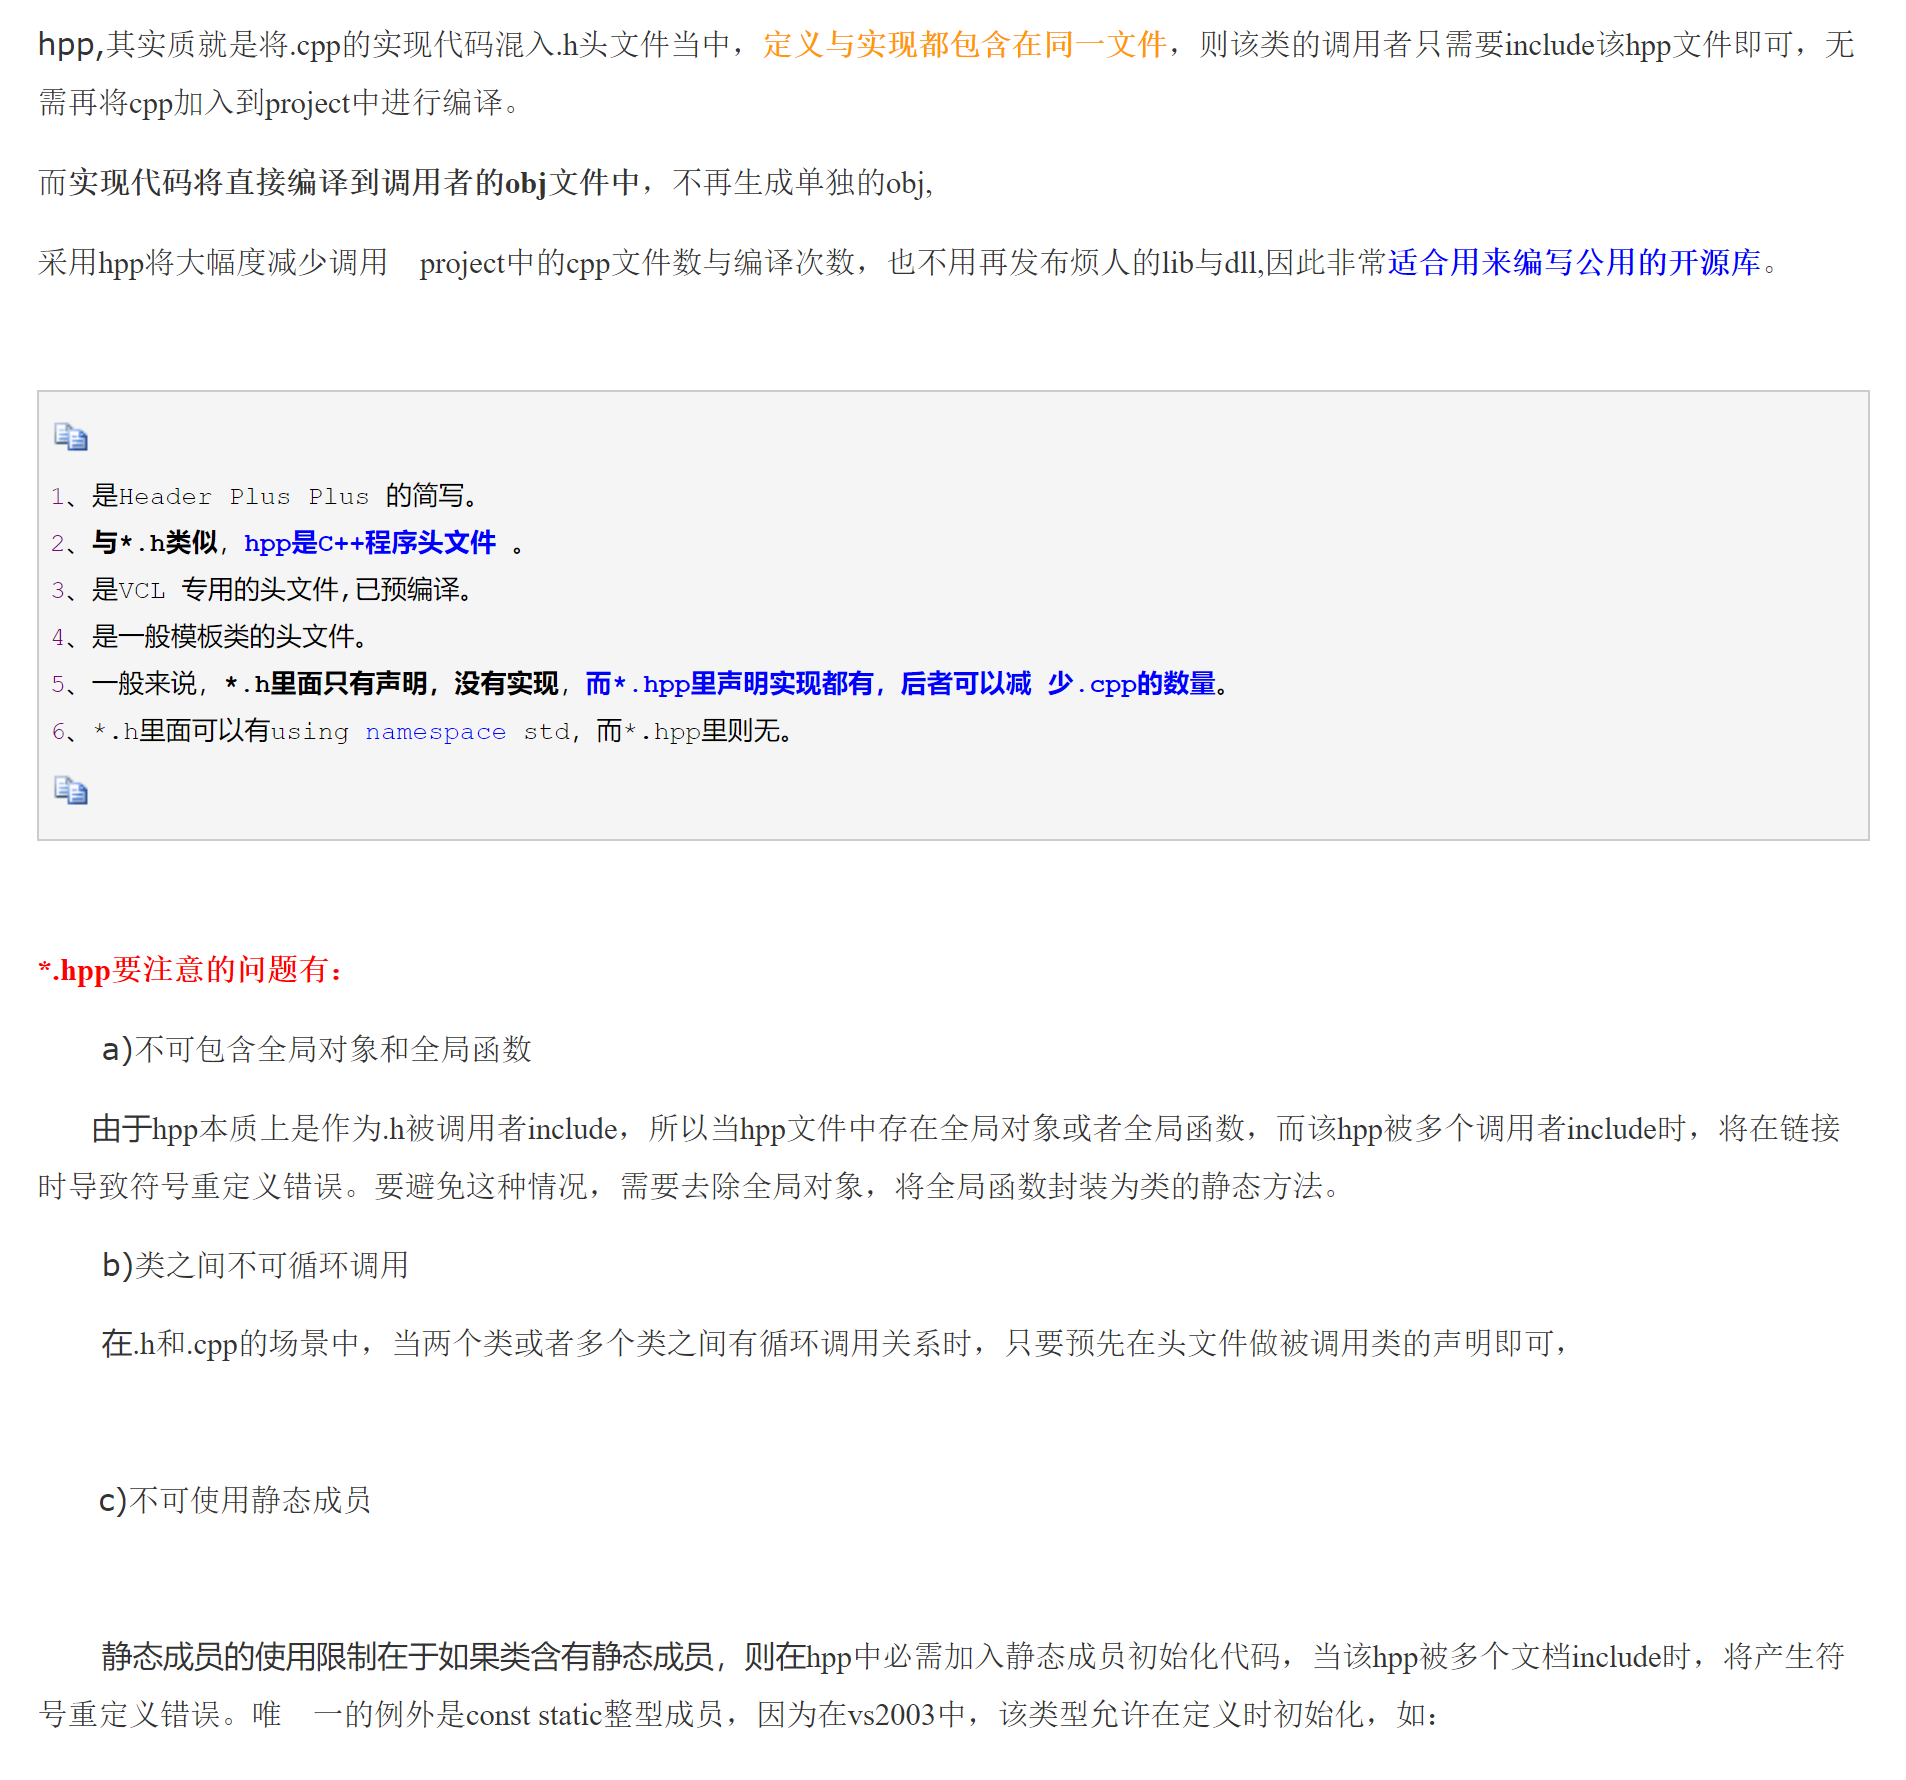 hpp,其实质就是将.cpp的实现代码混入.h头文件当中，定义与实现都包含在同一文件，则该类的调用者只需要include该hpp文件即可，无
需再将cpp加入到project中进行编译。
而实现代码将直接编译到调用者的obj文件中，不再生成单独的obj,
采用hpp将大幅度减少调用　project中的cpp文件数与编译次数，也不用再发布烦人的lib与dll,因此非常适合用来编写公用的开源库。
1、是Header Plus Plus 的简写。
2、与*.h类似，hpp是C++程序头文件 。
3、是VCL 专用的头文件,已预编译。
4、是一般模板类的头文件。
5、一般来说，*.h里面只有声明，没有实现，而*.hpp里声明实现都有，后者可以减 少.cpp的数量。
6、*.h里面可以有using namespace std，而*.hpp里则无。
*.hpp要注意的问题有：
a)不可包含全局对象和全局函数
由于hpp本质上是作为.h被调用者include，所以当hpp文件中存在全局对象或者全局函数，而该hpp被多个调用者include时，将在链接
时导致符号重定义错误。要避免这种情况，需要去除全局对象，将全局函数封装为类的静态方法。
b)类之间不可循环调用
在.h和.cpp的场景中，当两个类或者多个类之间有循环调用关系时，只要预先在头文件做被调用类的声明即可，
c)不可使用静态成员
静态成员的使用限制在于如果类含有静态成员，则在hpp中必需加入静态成员初始化代码，当该hpp被多个文档include时，将产生符
号重定义错误。唯　一的例外是const static整型成员，因为在vs2003中，该类型允许在定义时初始化，如：